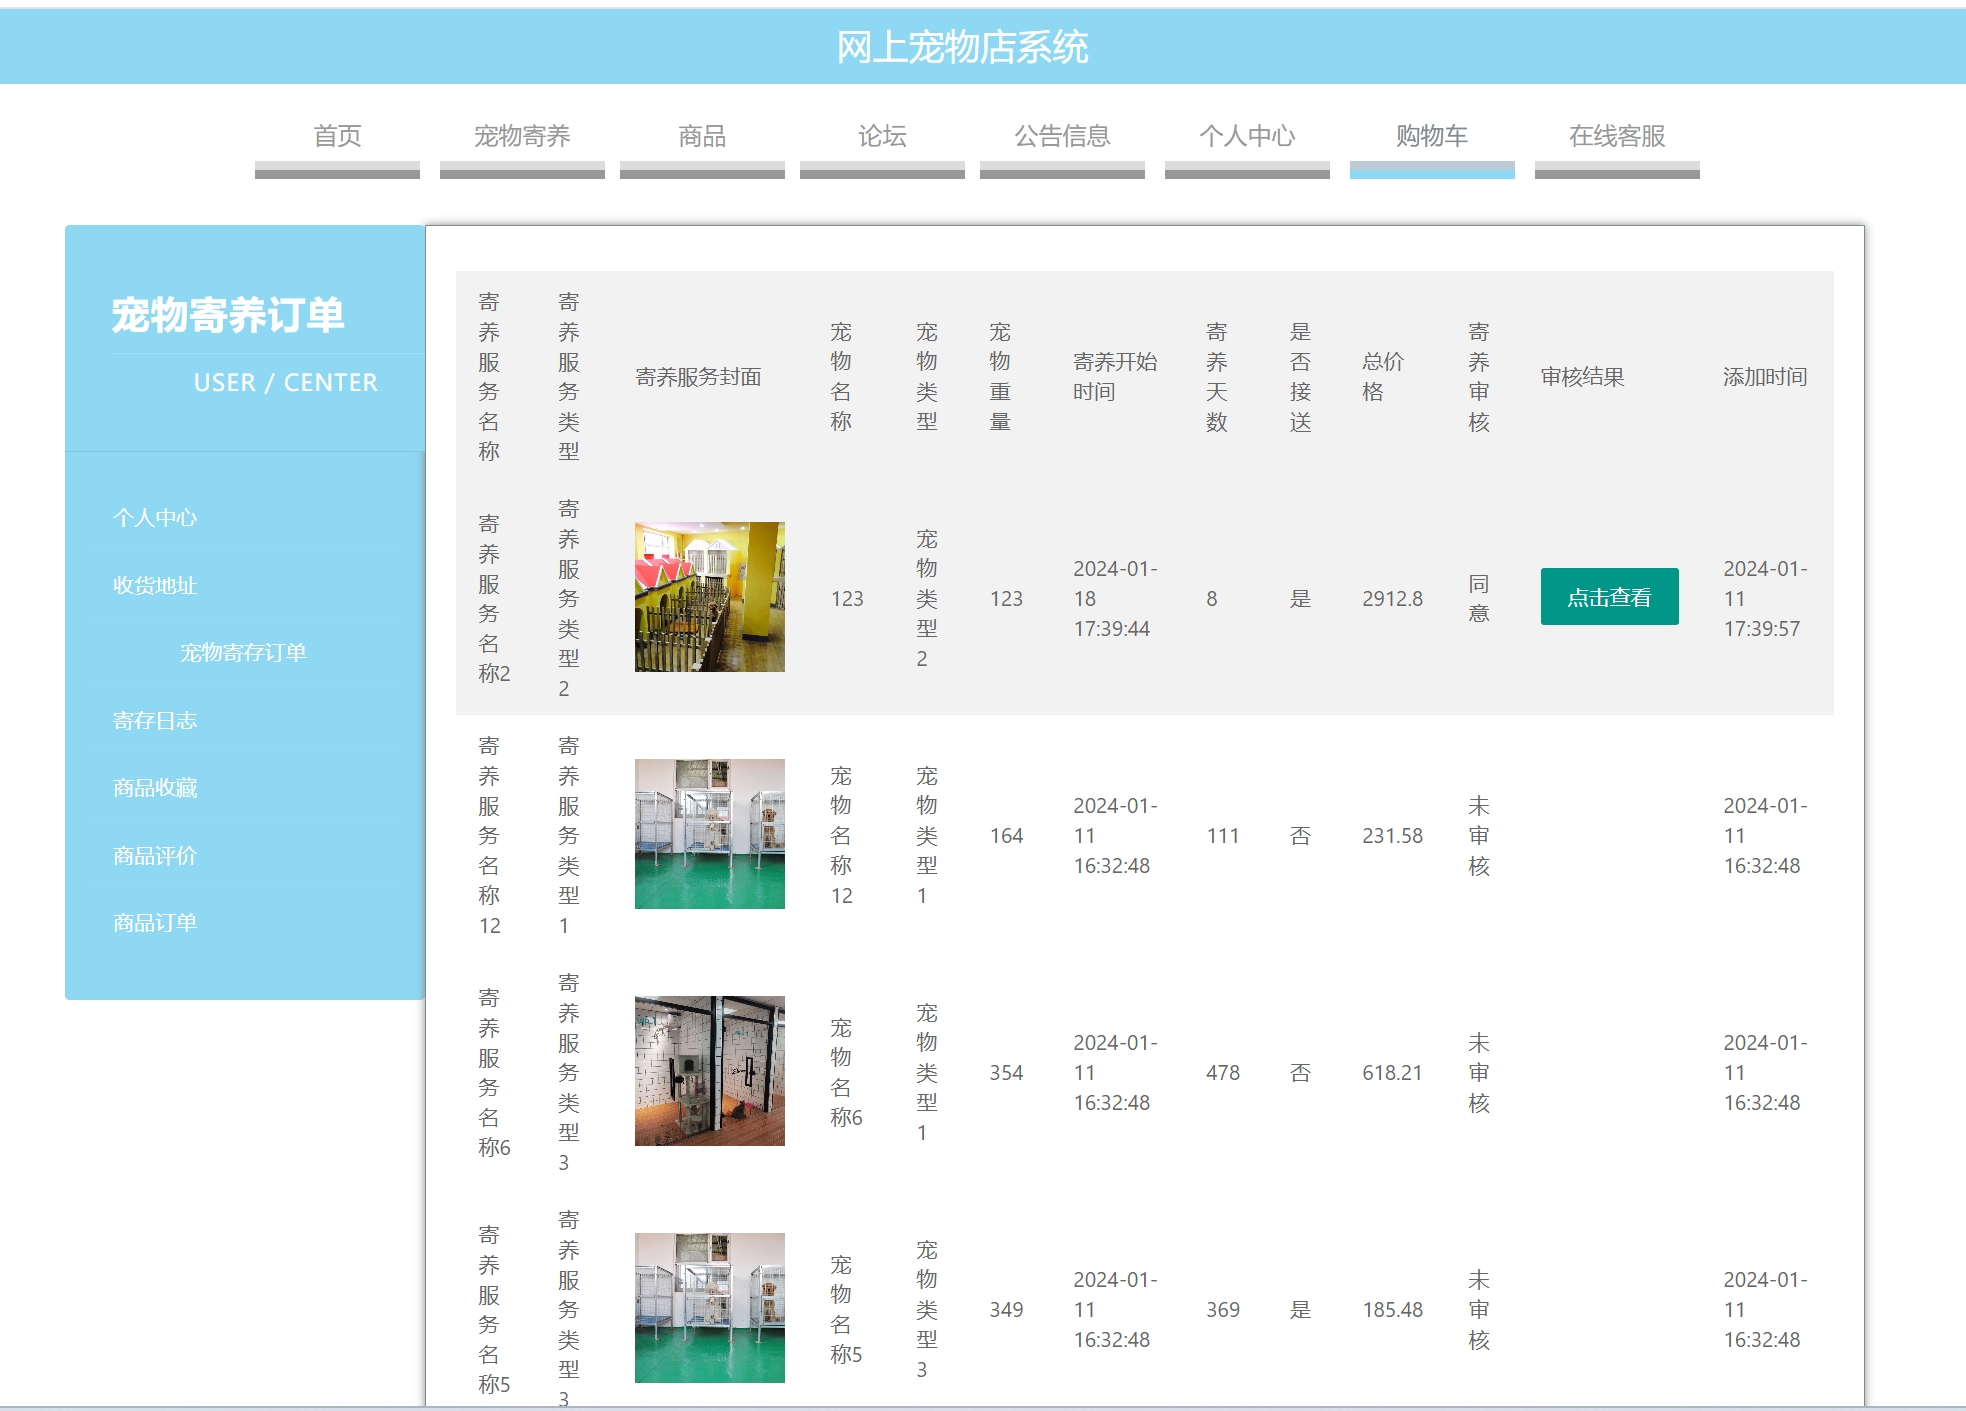 网上宠物店系统
首页 宠物寄养 商品 论坛 公告信息 个人中心 购物车 在线客服
宠物寄养订单
USER / CENTER
个人中心
收货地址
宠物寄存订单
寄存日志
商品收藏
商品评价
商品订单
寄养服务名称 寄养服务类型 寄养服务封面 宠物名称 宠物类型 宠物重量 寄养开始时间 寄养天数 是否接送 总价格 寄养审核 审核结果 添加时间
寄养服务名称2 寄养服务类型2 123 宠物类型2 123 2024-01-18 17:39:44 8 是 2912.8 同意 点击查看 2024-01-11 17:39:57
寄养服务名称12 寄养服务类型1 宠物名称12 宠物类型1 164 2024-01-11 16:32:48 111 否 231.58 未审核 2024-01-11 16:32:48
寄养服务名称6 寄养服务类型3 宠物名称6 宠物类型1 354 2024-01-11 16:32:48 478 否 618.21 未审核 2024-01-11 16:32:48
寄养服务名称5 寄养服务类型3 宠物名称5 宠物类型3 349 2024-01-11 16:32:48 369 是 185.48 未审核 2024-01-11 16:32:48